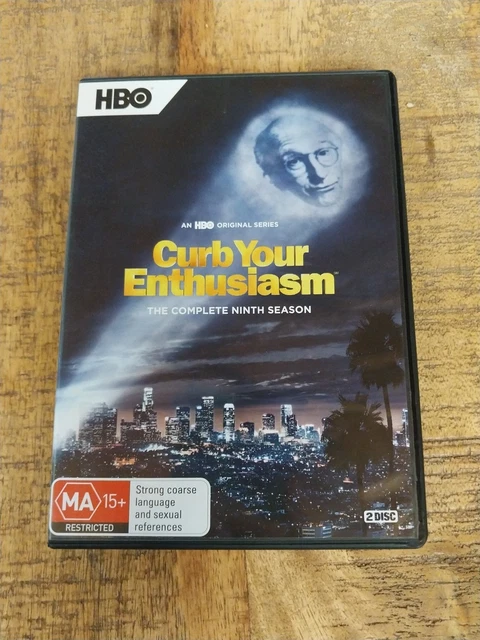 HBO
AN HBO ORIGINAL SERIES
Curb Your
Enthusiasm
THE COMPLETE NINTH SEASON
MA 15+
RESTRICTED
Strong coarse
language
and sexual
references
2 DISC